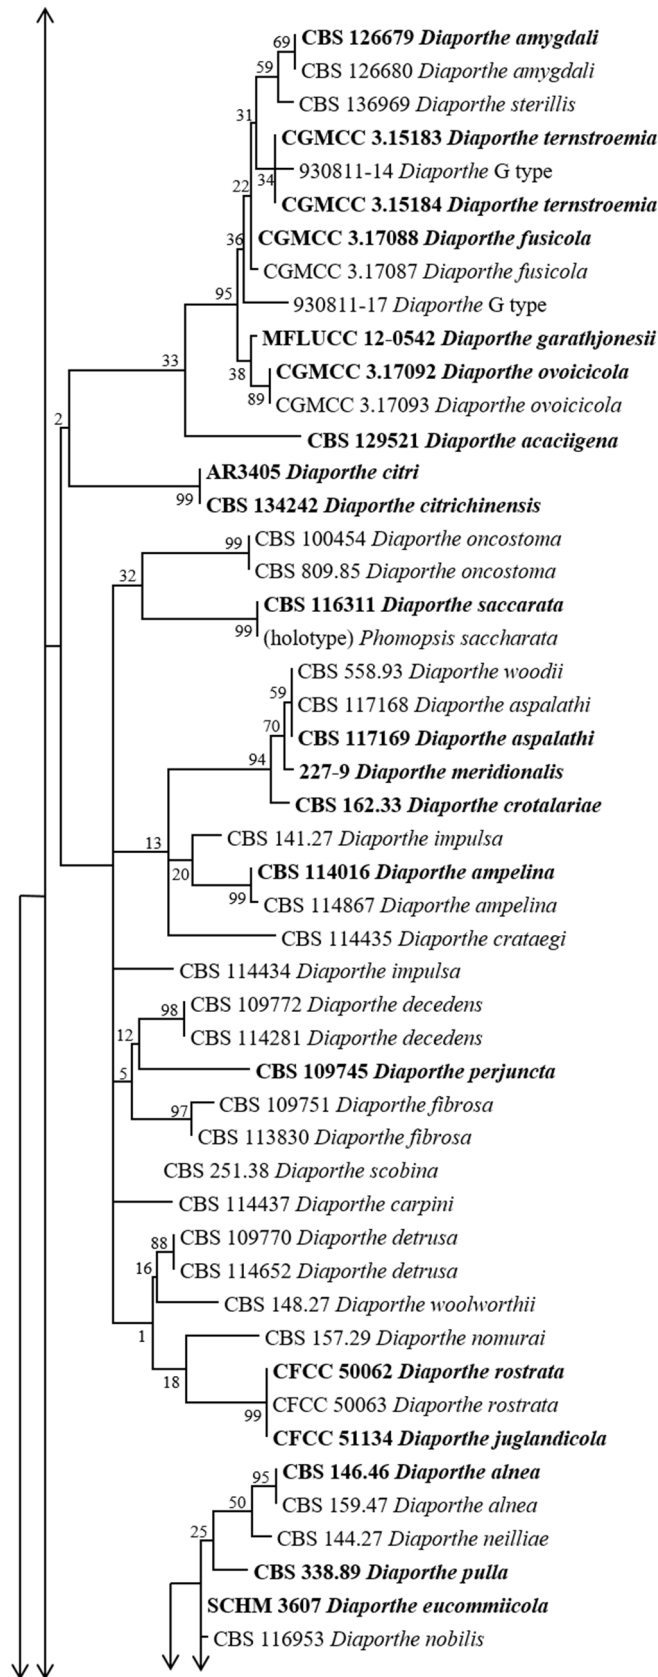 69
CBS 126679 Diaporthe amygdali
59
CBS 126680 Diaporthe amygdali
CBS 136969 Diaporthe sterillis
31
CGMCC 3.15183 Diaporthe ternstroemia
930811-14 Diaporthe G type
34
22
CGMCC 3.15184 Diaporthe ternstroemia
36
CGMCC 3.17088 Diaporthe fusicola
CGMCC 3.17087 Diaporthe fusicola
95
930811-17 Diaporthe G type
MFLUCC 12-0542 Diaporthe garathjonesii
33
38
CGMCC 3.17092 Diaporthe ovoicicola
89
CGMCC 3.17093 Diaporthe ovoicicola
2
CBS 129521 Diaporthe acaciigena
AR3405 Diaporthe citri
99
CBS 134242 Diaporthe citrichinensis
99
CBS 100454 Diaporthe oncostoma
CBS 809.85 Diaporthe oncostoma
32
CBS 116311 Diaporthe saccarata
99
(holotype) Phomopsis saccharata
CBS 558.93 Diaporthe woodii
59
CBS 117168 Diaporthe aspalathi
70
CBS 117169 Diaporthe aspalathi
94
227-9 Diaporthe meridionalis
CBS 162.33 Diaporthe crotalariae
13
CBS 141.27 Diaporthe impulsa
20
CBS 114016 Diaporthe ampelina
99
CBS 114867 Diaporthe ampelina
CBS 114435 Diaporthe crataegi
CBS 114434 Diaporthe impulsa
98
CBS 109772 Diaporthe decedens
12
CBS 114281 Diaporthe decedens
5
CBS 109745 Diaporthe perjuncta
97
CBS 109751 Diaporthe fibrosa
CBS 113830 Diaporthe fibrosa
CBS 251.38 Diaporthe scobina
CBS 114437 Diaporthe carpini
88
CBS 109770 Diaporthe detrusa
16
CBS 114652 Diaporthe detrusa
CBS 148.27 Diaporthe woolworthii
1
CBS 157.29 Diaporthe nomurai
18
CFCC 50062 Diaporthe rostrata
99
CFCC 50063 Diaporthe rostrata
CFCC 51134 Diaporthe juglandicola
95
CBS 146.46 Diaporthe alnea
50
CBS 159.47 Diaporthe alnea
25
CBS 144.27 Diaporthe neilliae
CBS 338.89 Diaporthe pulla
SCHM 3607 Diaporthe eucommiicola
CBS 116953 Diaporthe nobilis